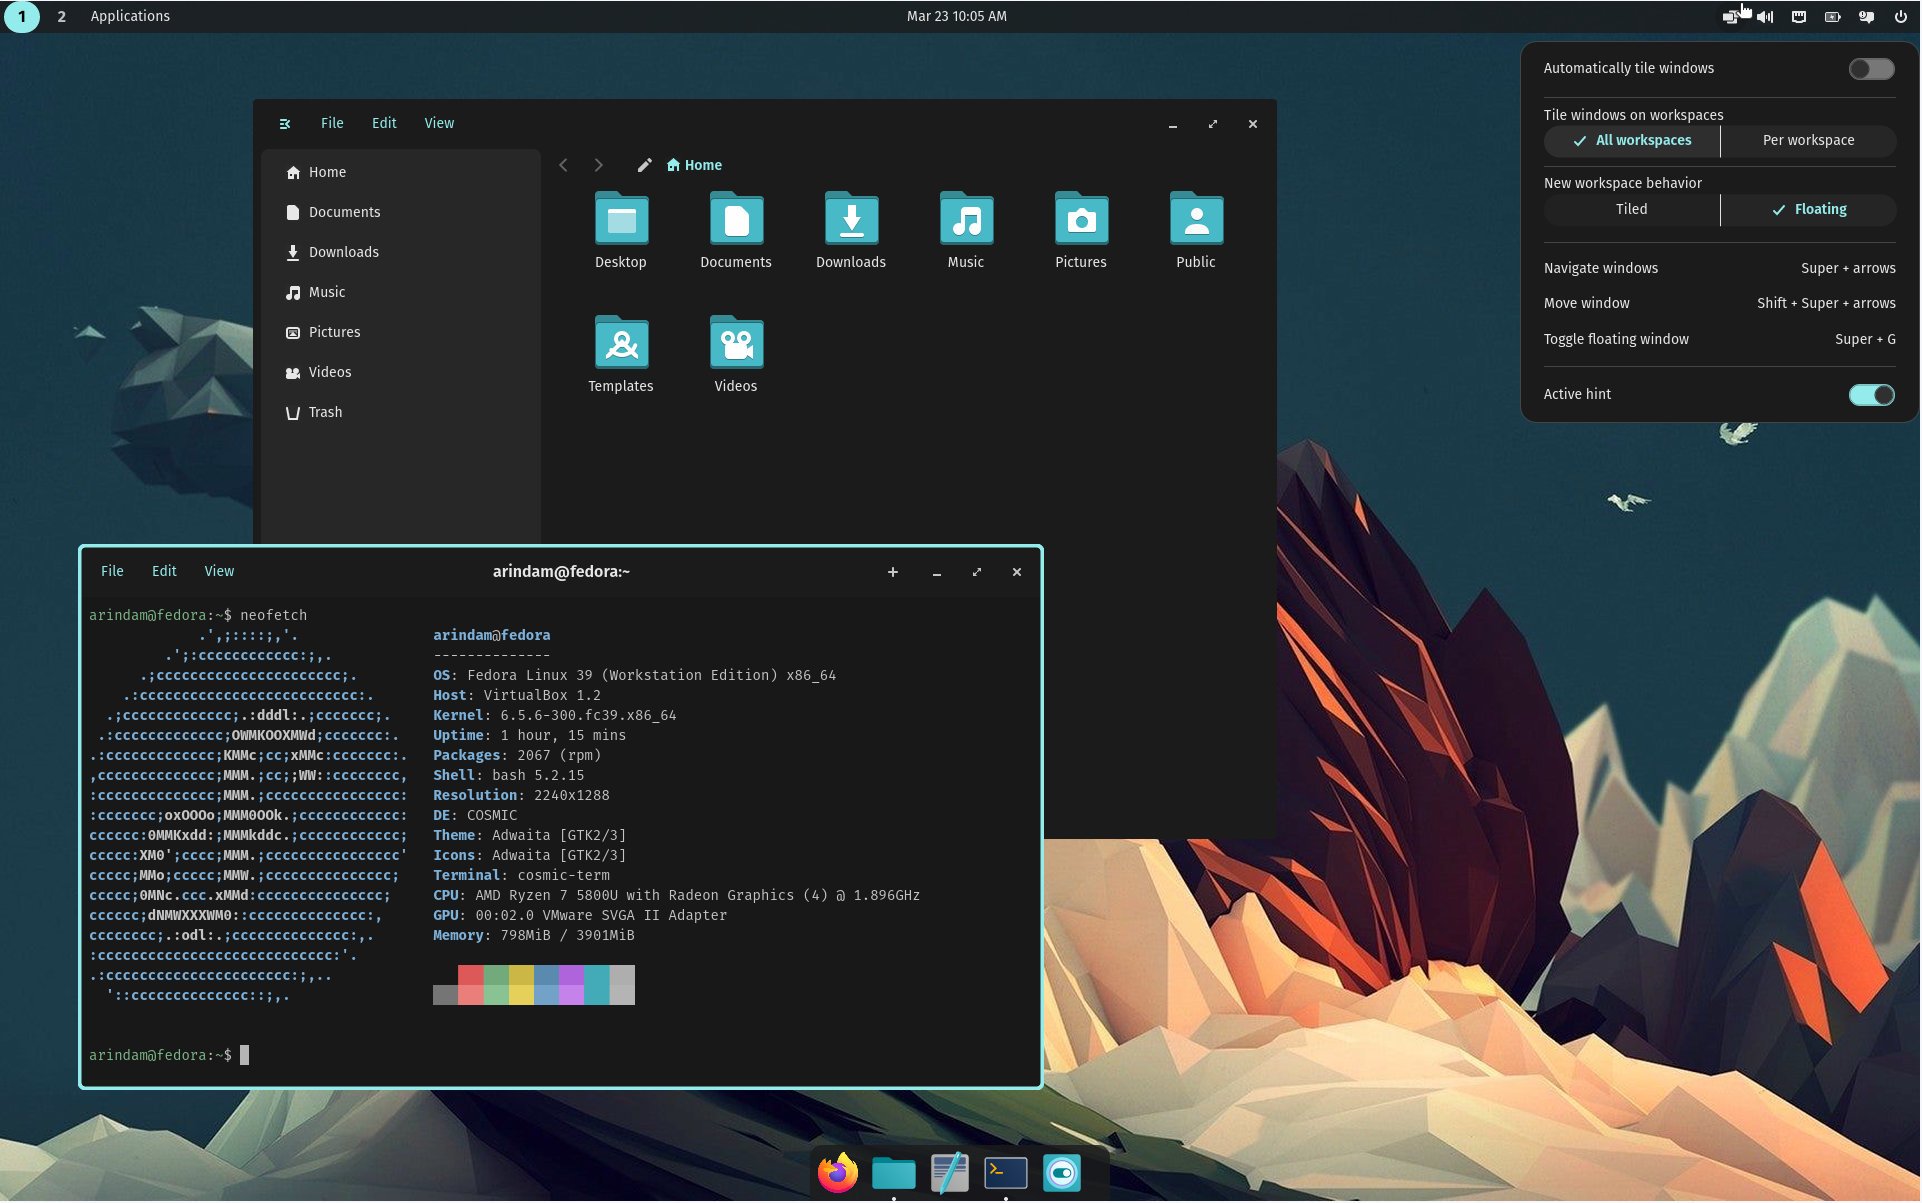 1 2 Applications Mar 23 10:05 AM
Automatically tile windows
Tile windows on workspaces
All workspaces Per workspace
New workspace behavior
Tiled Floating
Navigate windows Super + arrows
Move window Shift + Super + arrows
Toggle floating window Super + G
Active hint
File Edit View
Home
Documents
Downloads
Music
Pictures
Videos
Trash
Home
Desktop Documents Downloads Music Pictures Public
Templates Videos
File Edit View arindam@fedora:~
arindam@fedora:~$ neofetch
arindam@fedora
--------------
OS: Fedora Linux 39 (Workstation Edition) x86_64
Host: VirtualBox 1.2
Kernel: 6.5.6-300.fc39.x86_64
Uptime: 1 hour, 15 mins
Packages: 2067 (rpm)
Shell: bash 5.2.15
Resolution: 2240x1288
DE: COSMIC
Theme: Adwaita [GTK2/3]
Icons: Adwaita [GTK2/3]
Terminal: cosmic-term
CPU: AMD Ryzen 7 5800U with Radeon Graphics (4) @ 1.896GHz
GPU: 00:02.0 VMware SVGA II Adapter
Memory: 798MiB / 3901MiB
arindam@fedora:~$